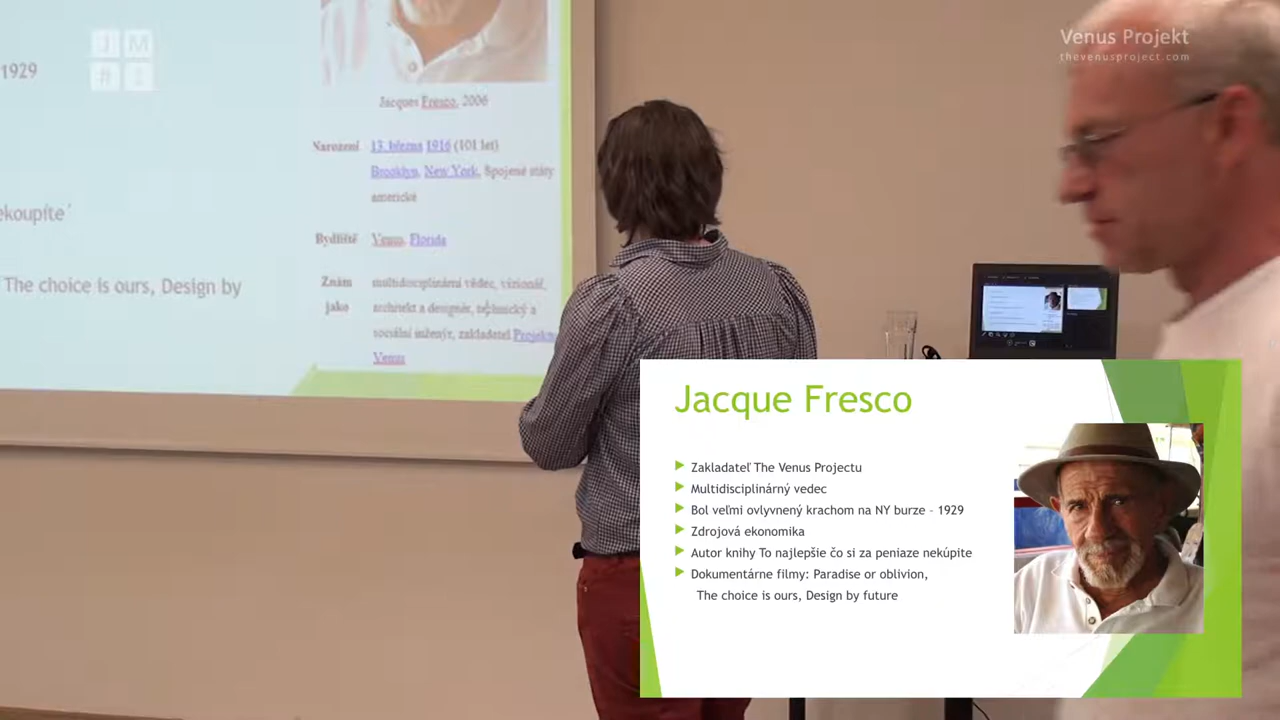 J M
# 2
Venus Projekt
thevenusproject.com
1929
ekoupíte´
The choice is ours, Design by
Jacques Fresco, 2006
Narození 13. března 1916 (101 let)
Brooklyn, New York, Spojené státy
americké
Bydliště Venus, Florida
Znám multidisciplinární vědec, vizionář,
jako architekt a designér, technický a
sociální inženýr, zakladatel Projektu
Venus
Jacque Fresco
Zakladateľ The Venus Projectu
Multidisciplinárný vedec
Bol veľmi ovlyvnený krachom na NY burze - 1929
Zdrojová ekonomika
Autor knihy To najlepšie čo si za peniaze nekúpite
Dokumentárne filmy: Paradise or oblivion,
The choice is ours, Design by future